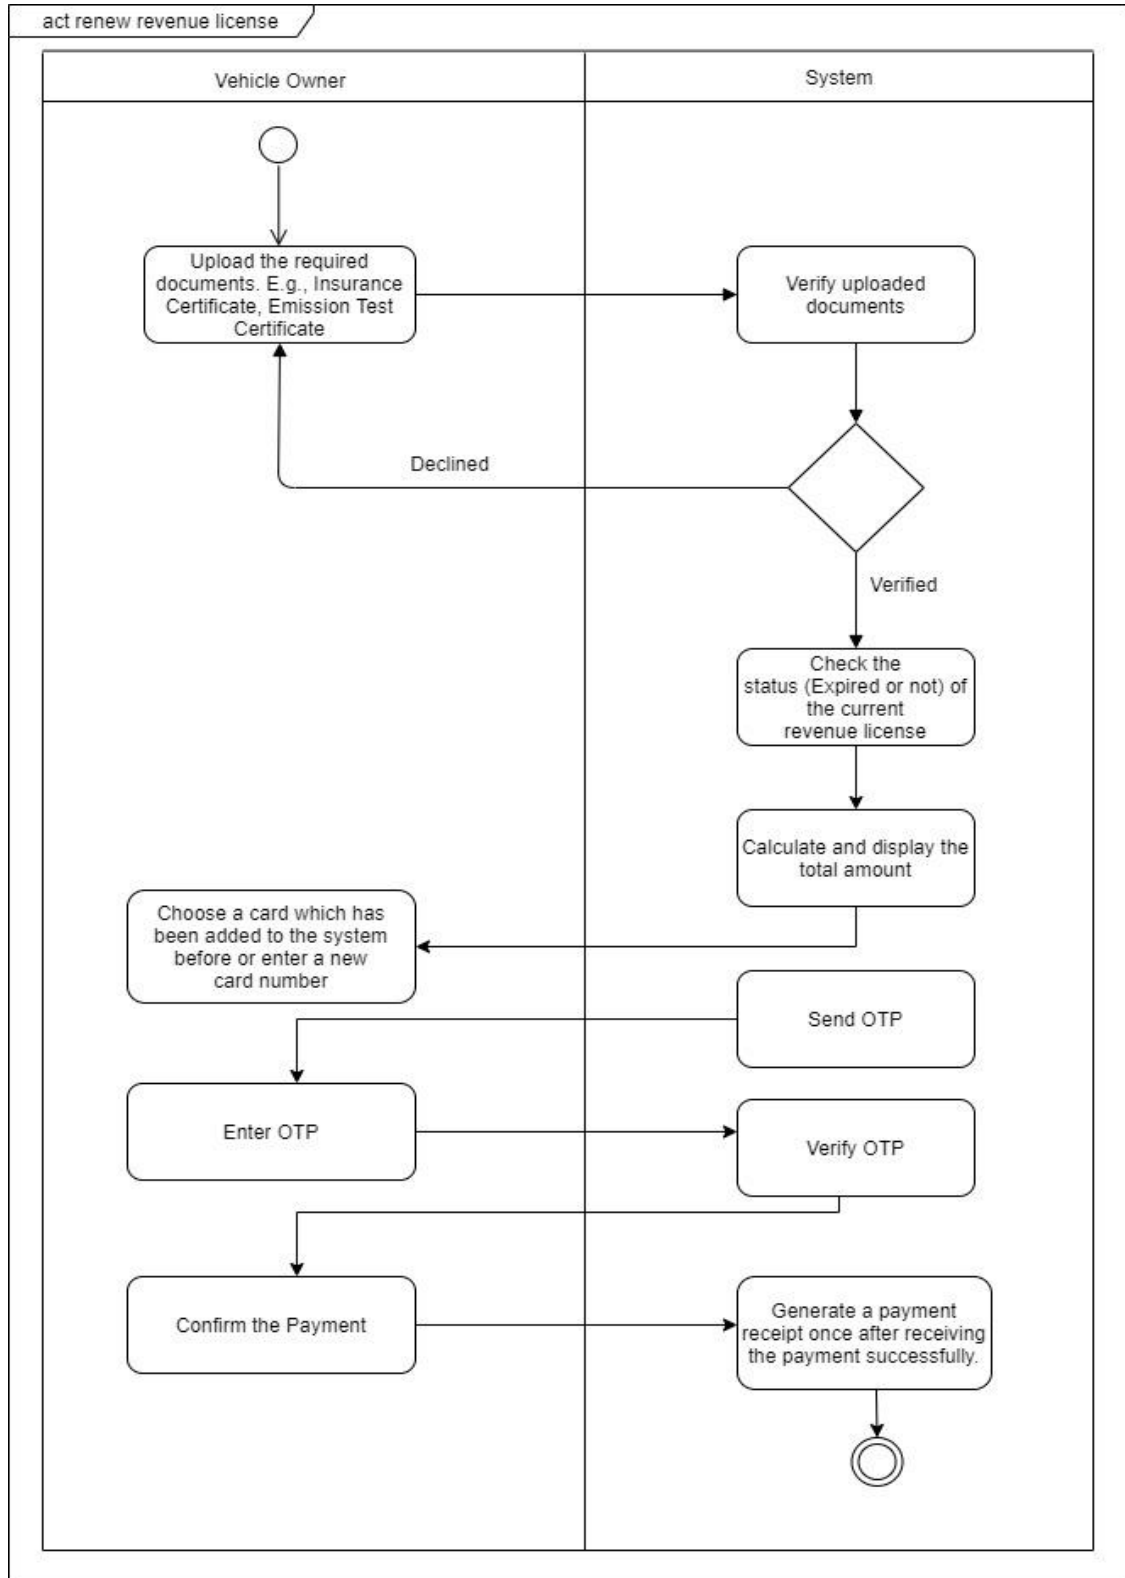 act renew revenue license
Vehicle Owner
System
Upload the required
documents. E.g., Insurance
Certificate, Emission Test
Certificate
Verify uploaded
documents
Declined
Verified
Check the
status (Expired or not) of
the current
revenue license
Calculate and display the
total amount
Choose a card which has
been added to the system
before or enter a new
card number
Send OTP
Enter OTP
Verify OTP
Confirm the Payment
Generate a payment
receipt once after receiving
the payment successfully.